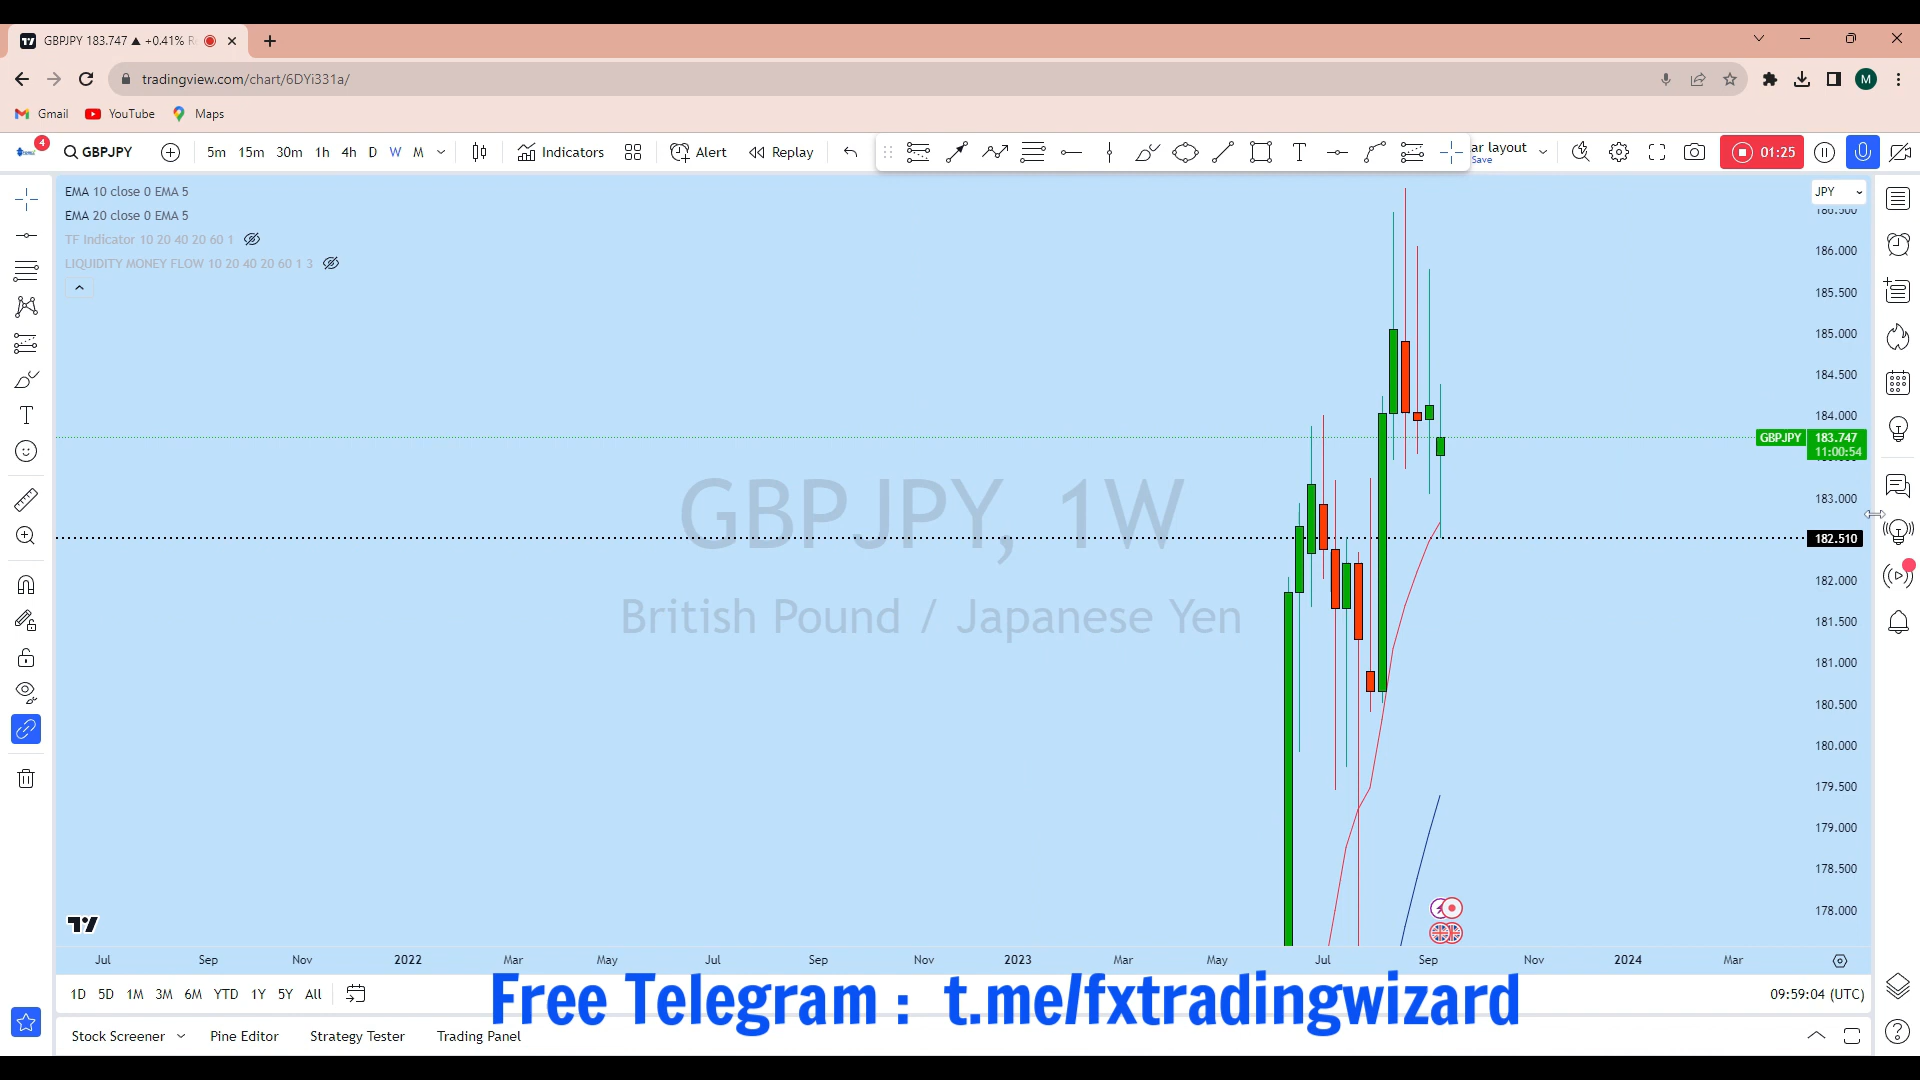 GBPJPY 183.747 ▲ +0.41% R
tradingview.com/chart/6DYi331a/
Gmail YouTube Maps
4 GBPJPY 5m 15m 30m 1h 4h D W M Indicators Alert Replay ar layout Save 01:25
M
EMA 10 close 0 EMA 5
EMA 20 close 0 EMA 5
TF Indicator 10 20 40 20 60 1
LIQUIDITY MONEY FLOW 10 20 40 20 60 1 3
JPY
186.500
186.000
185.500
185.000
184.500
184.000
GBPJPY 183.747
11:00:54
183.000
182.510
182.000
181.500
181.000
180.500
180.000
179.500
179.000
178.500
178.000
GBPJPY, 1W
British Pound / Japanese Yen
Jul Sep Nov 2022 Mar May Jul Sep Nov 2023 Mar May Jul Sep Nov 2024 Mar
1D 5D 1M 3M 6M YTD 1Y 5Y All
09:59:04 (UTC)
Free Telegram : t.me/fxtradingwizard
Stock Screener Pine Editor Strategy Tester Trading Panel